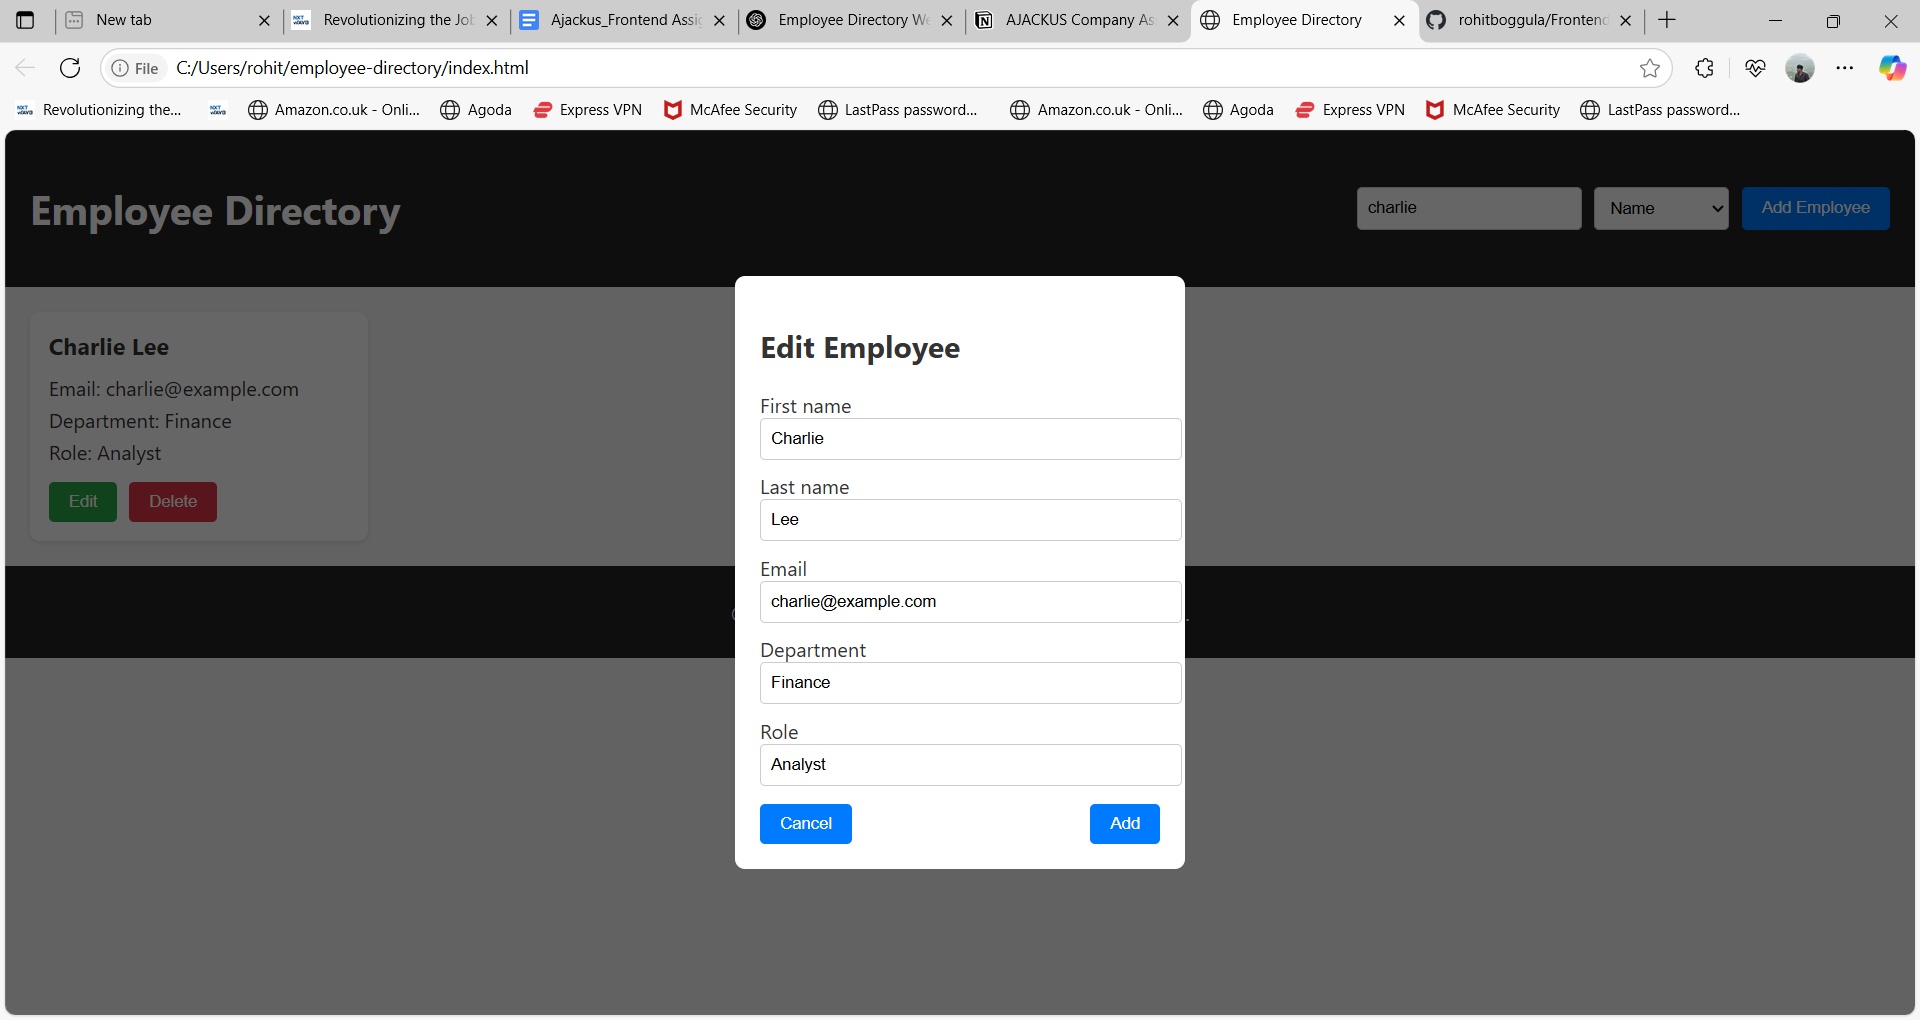 New tab
Revolutionizing the Jo
Ajackus_Frontend Assi
Employee Directory We
AJACKUS Company As
Employee Directory
rohitboggula/Frontend
File C:/Users/rohit/employee-directory/index.html
Revolutionizing the... Amazon.co.uk - Onli... Agoda Express VPN McAfee Security LastPass password... Amazon.co.uk - Onli... Agoda Express VPN McAfee Security LastPass password...
Employee Directory
charlie Name Add Employee
Charlie Lee
Email: charlie@example.com
Department: Finance
Role: Analyst
Edit Delete
Edit Employee
First name
Charlie
Last name
Lee
Email
charlie@example.com
Department
Finance
Role
Analyst
Cancel Add